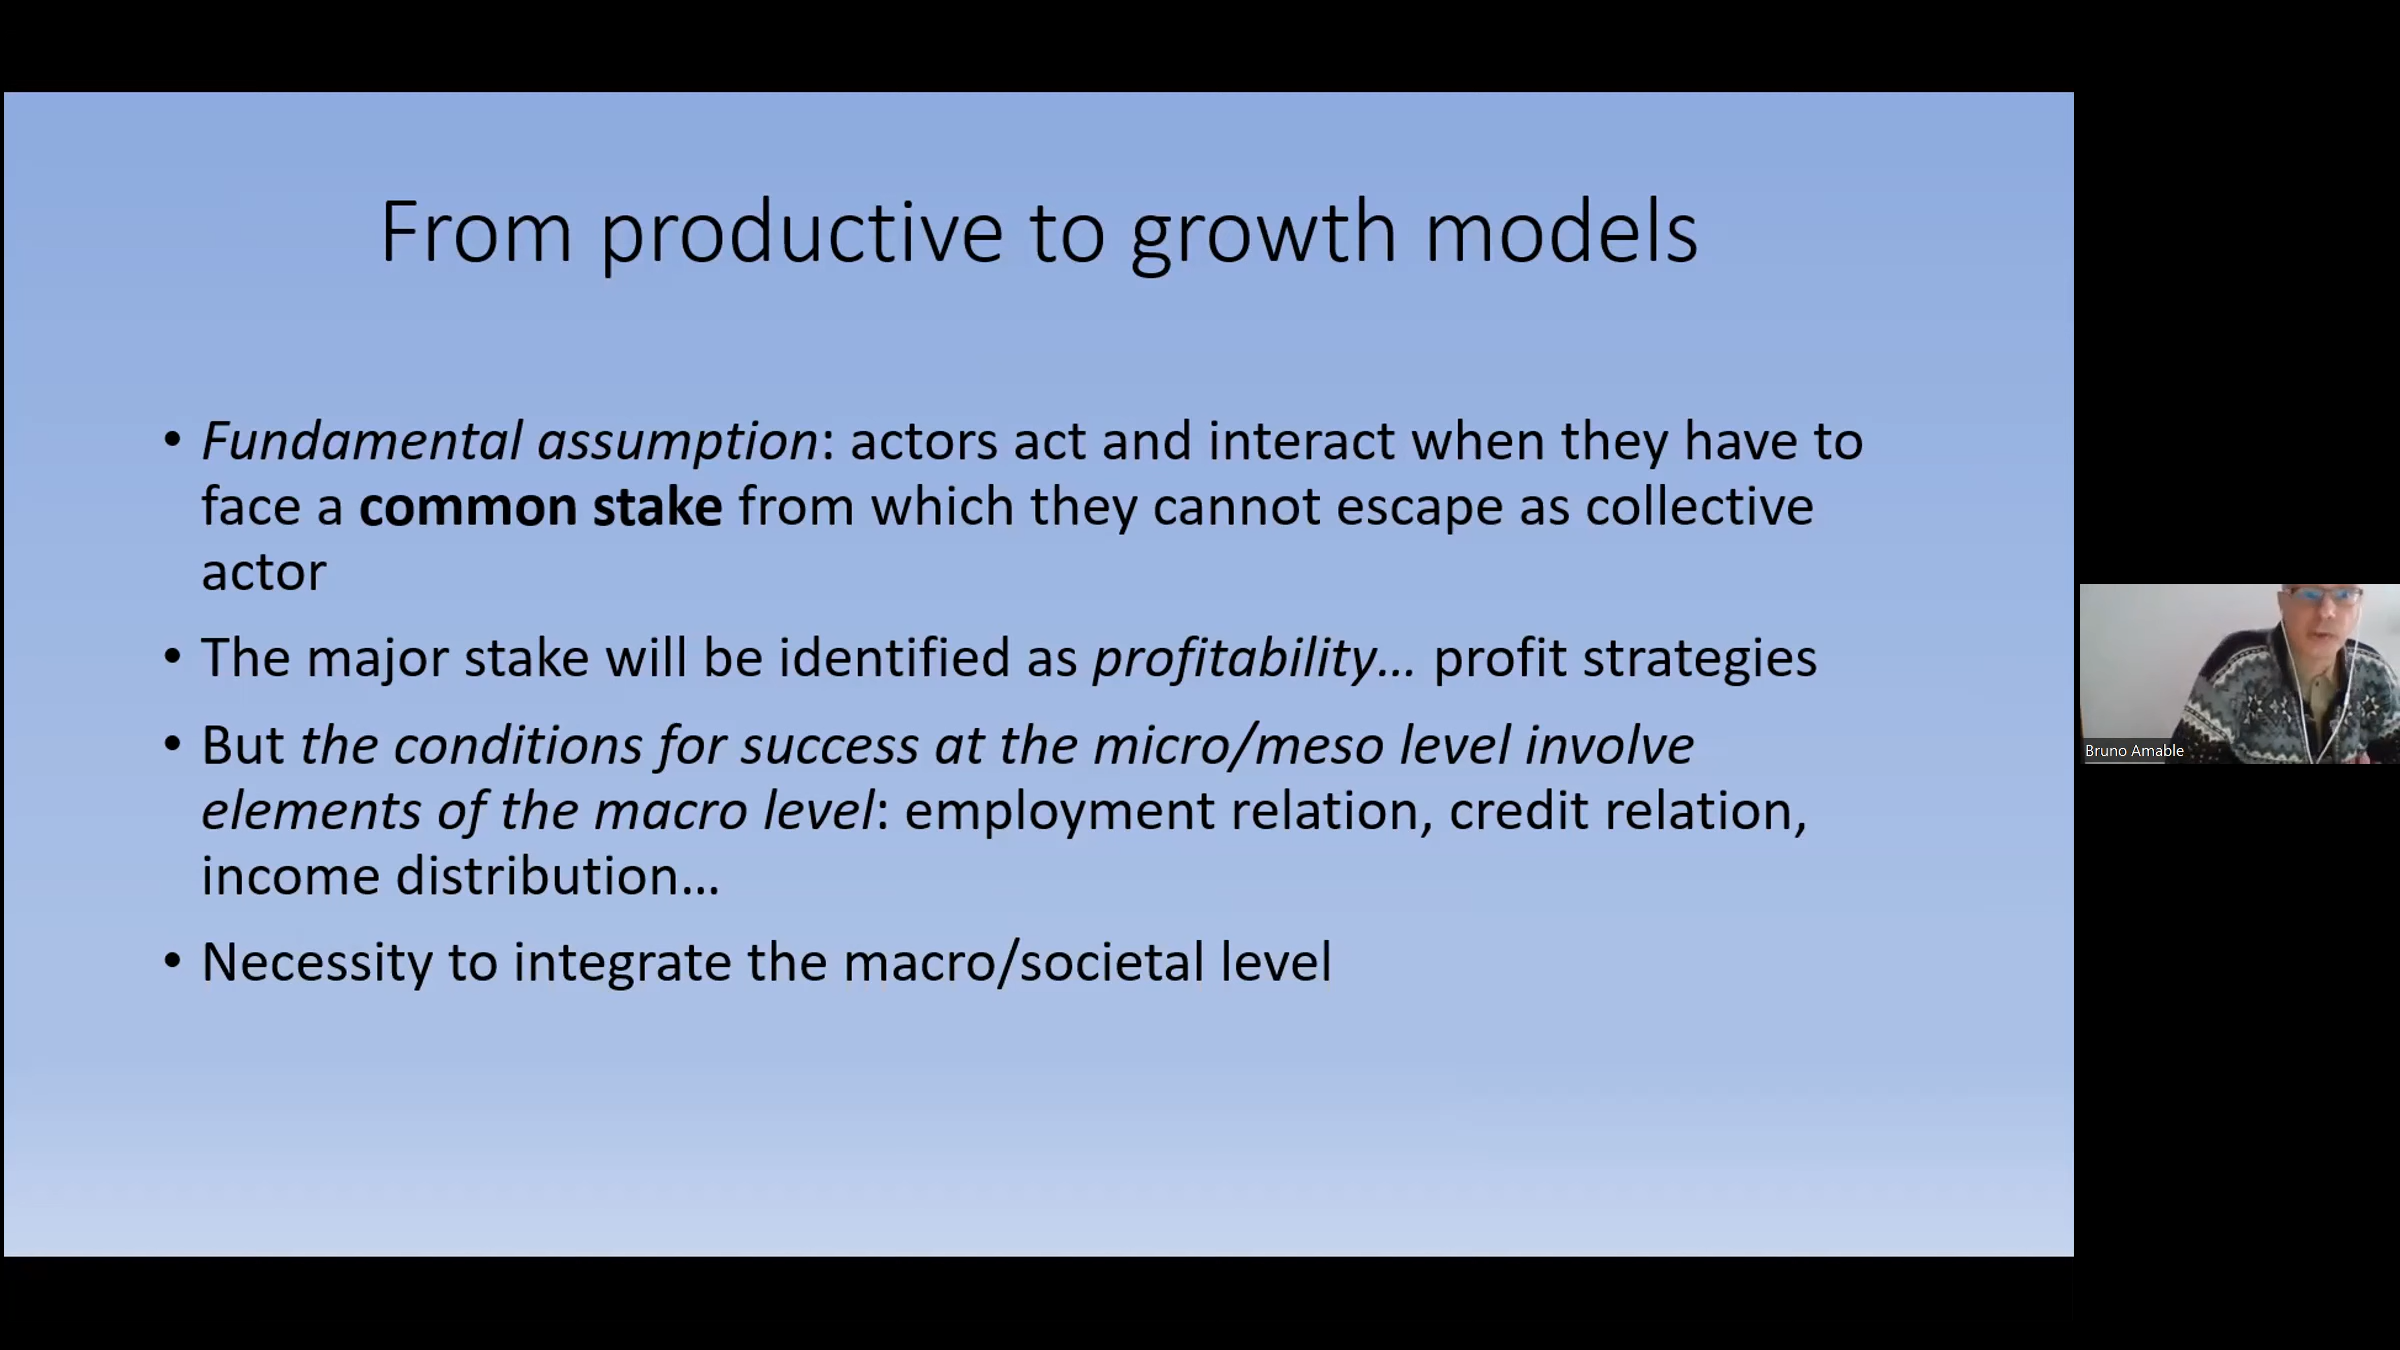 From productive to growth models
• Fundamental assumption: actors act and interact when they have to
face a common stake from which they cannot escape as collective
actor
• The major stake will be identified as profitability... profit strategies
• But the conditions for success at the micro/meso level involve
elements of the macro level: employment relation, credit relation,
income distribution...
• Necessity to integrate the macro/societal level
Bruno Amable